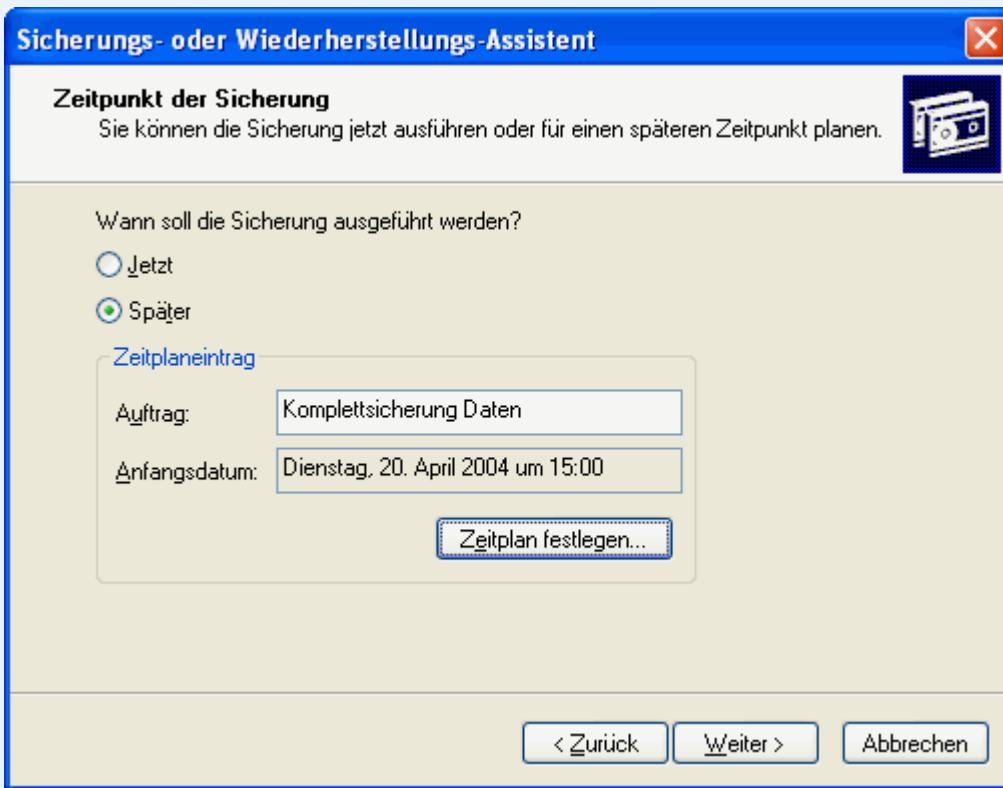 Sicherungs- oder Wiederherstellungs-Assistent
Zeitpunkt der Sicherung
Sie können die Sicherung jetzt ausführen oder für einen späteren Zeitpunkt planen.
Wann soll die Sicherung ausgeführt werden?
Jetzt
Später
Zeitplaneintrag
Auftrag: Komplettsicherung Daten
Anfangsdatum: Dienstag, 20. April 2004 um 15:00
Zeitplan festlegen...
< Zurück Weiter > Abbrechen